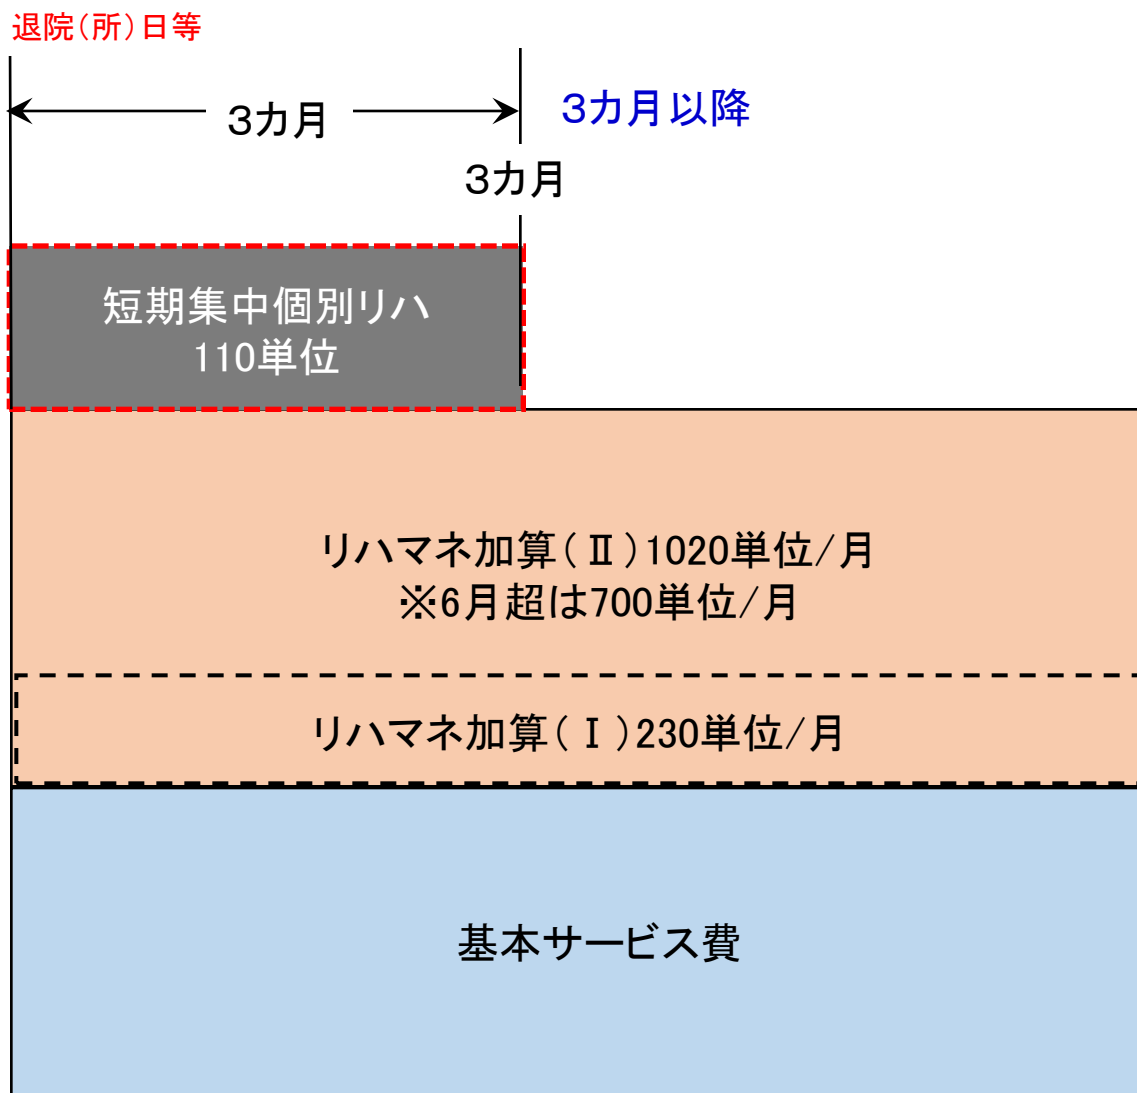 退院(所)日等
3カ月
3カ月以降
3カ月
短期集中個別リハ
110単位
リハマネ加算(Ⅱ)1020単位/月
※6月超は700単位/月
リハマネ加算(Ⅰ)230単位/月
基本サービス費